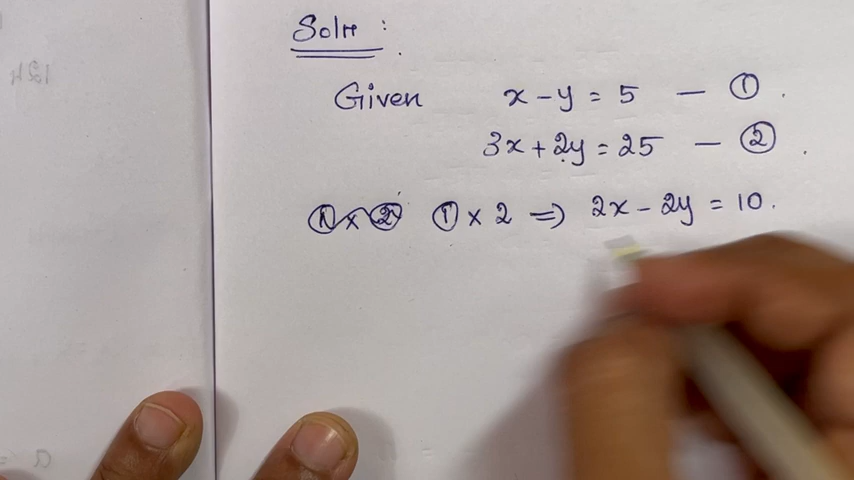 Soln :
Given x - y = 5 — ①.
3x + 2y = 25 — ②.
① × 2 ⇒ 2x - 2y = 10.